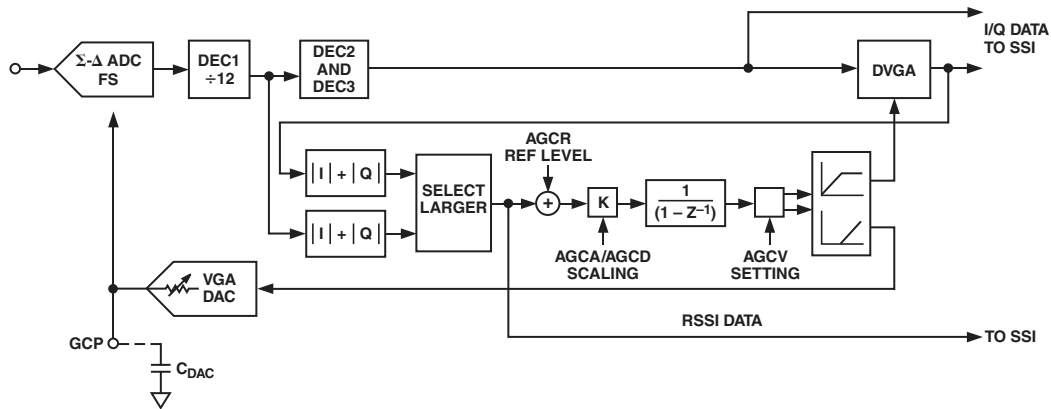 Σ-Δ ADC
FS
DEC1
÷12
DEC2
AND
DEC3
DVGA
I/Q DATA
TO SSI
|I| + |Q|
|I| + |Q|
SELECT
LARGER
AGCR
REF LEVEL
+
K
AGCA/AGCD
SCALING
1
(1 – Z–1)
AGCV
SETTING
VGA
DAC
GCP
CDAC
RSSI DATA
TO SSI